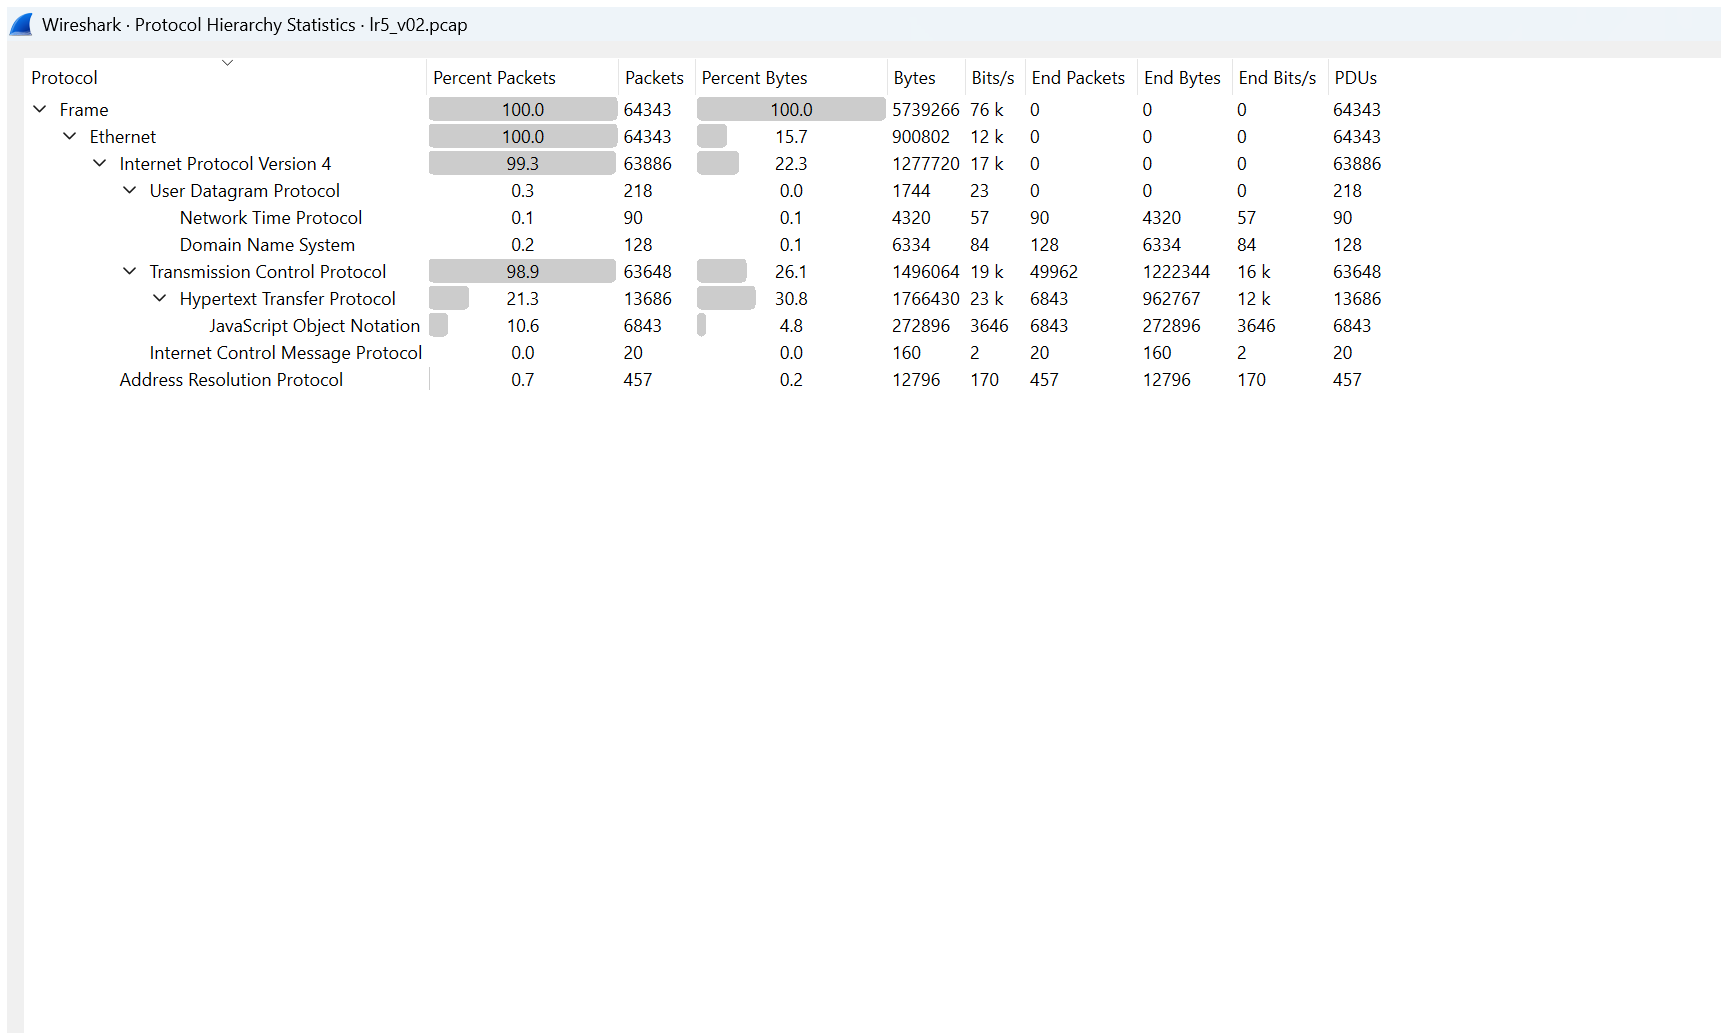 Wireshark · Protocol Hierarchy Statistics · lr5_v02.pcap
Protocol Percent Packets Packets Percent Bytes Bytes Bits/s End Packets End Bytes End Bits/s PDUs
Frame 100.0 64343 100.0 5739266 76 k 0 0 0 64343
Ethernet 100.0 64343 15.7 900802 12 k 0 0 0 64343
Internet Protocol Version 4 99.3 63886 22.3 1277720 17 k 0 0 0 63886
User Datagram Protocol 0.3 218 0.0 1744 23 0 0 0 218
Network Time Protocol 0.1 90 0.1 4320 57 90 4320 57 90
Domain Name System 0.2 128 0.1 6334 84 128 6334 84 128
Transmission Control Protocol 98.9 63648 26.1 1496064 19 k 49962 1222344 16 k 63648
Hypertext Transfer Protocol 21.3 13686 30.8 1766430 23 k 6843 962767 12 k 13686
JavaScript Object Notation 10.6 6843 4.8 272896 3646 6843 272896 3646 6843
Internet Control Message Protocol 0.0 20 0.0 160 2 20 160 2 20
Address Resolution Protocol 0.7 457 0.2 12796 170 457 12796 170 457